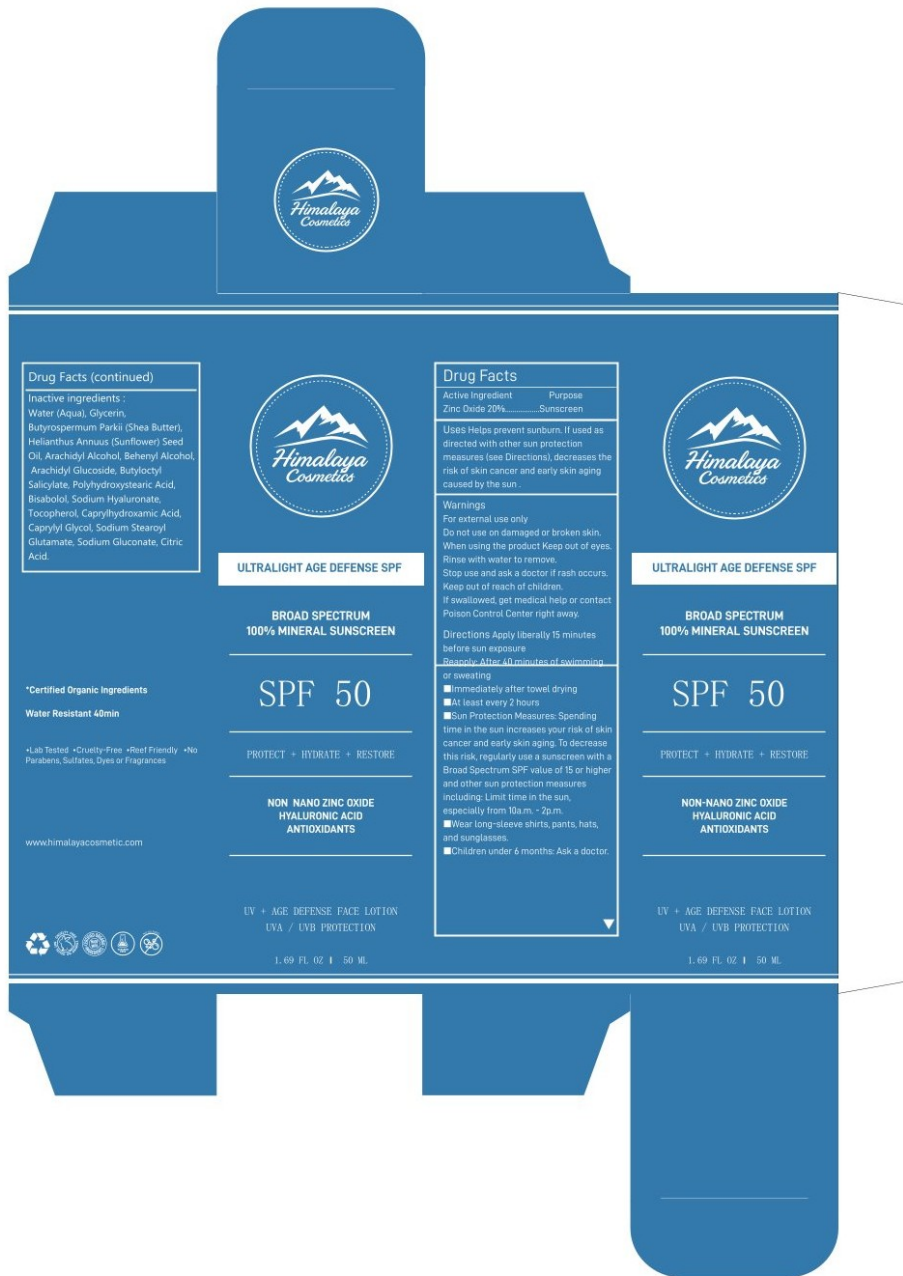 Himalaya
Cosmetics
Drug Facts (continued)
Inactive ingredients :
Water (Aqua), Glycerin,
Butyrospermum Parkii (Shea Butter),
Helianthus Annuus (Sunflower) Seed
Oil, Arachidyl Alcohol, Behenyl Alcohol,
Arachidyl Glucoside, Butyloctyl
Salicylate, Polyhydroxystearic Acid,
Bisabolol, Sodium Hyaluronate,
Tocopherol, Caprylhydroxamic Acid,
Caprylyl Glycol, Sodium Stearoyl
Glutamate, Sodium Gluconate, Citric
Acid.
*Certified Organic Ingredients
Water Resistant 40min
•Lab Tested •Cruelty-Free •Reef Friendly •No
Parabens, Sulfates, Dyes or Fragrances
www.himalayacosmetic.com
Himalaya
Cosmetics
ULTRALIGHT AGE DEFENSE SPF
BROAD SPECTRUM
100% MINERAL SUNSCREEN
SPF 50
PROTECT + HYDRATE + RESTORE
NON NANO ZINC OXIDE
HYALURONIC ACID
ANTIOXIDANTS
UV + AGE DEFENSE FACE LOTION
UVA / UVB PROTECTION
1.69 FL OZ | 50 ML
Drug Facts
Active Ingredient Purpose
Zinc Oxide 20%...............Sunscreen
Uses Helps prevent sunburn. If used as
directed with other sun protection
measures (see Directions), decreases the
risk of skin cancer and early skin aging
caused by the sun .
Warnings
For external use only
Do not use on damaged or broken skin.
When using the product Keep out of eyes.
Rinse with water to remove.
Stop use and ask a doctor if rash occurs.
Keep out of reach of children.
If swallowed, get medical help or contact
Poison Control Center right away.
Directions Apply liberally 15 minutes
before sun exposure
Reapply: After 40 minutes of swimming
or sweating
■Immediately after towel drying
■At least every 2 hours
■Sun Protection Measures: Spending
time in the sun increases your risk of skin
cancer and early skin aging. To decrease
this risk, regularly use a sunscreen with a
Broad Spectrum SPF value of 15 or higher
and other sun protection measures
including: Limit time in the sun,
especially from 10a.m. - 2p.m.
■Wear long-sleeve shirts, pants, hats,
and sunglasses.
■Children under 6 months: Ask a doctor.
Himalaya
Cosmetics
ULTRALIGHT AGE DEFENSE SPF
BROAD SPECTRUM
100% MINERAL SUNSCREEN
SPF 50
PROTECT + HYDRATE + RESTORE
NON-NANO ZINC OXIDE
HYALURONIC ACID
ANTIOXIDANTS
UV + AGE DEFENSE FACE LOTION
UVA / UVB PROTECTION
1.69 FL OZ | 50 ML